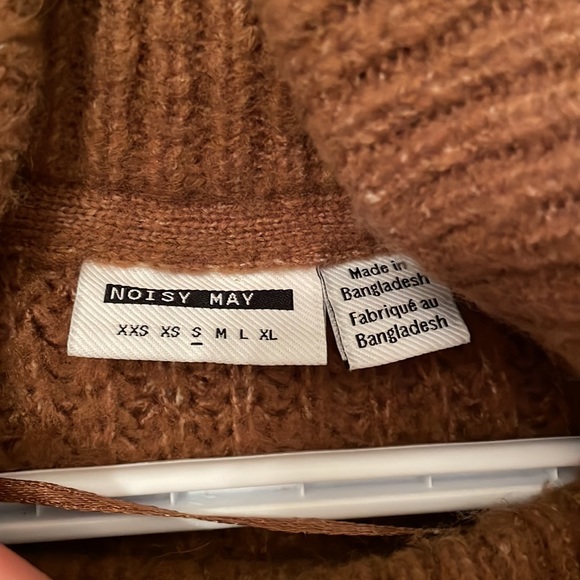 NOISY MAY
XXS XS S M L XL
Made in
Bangladesh
Fabriqué au
Bangladesh